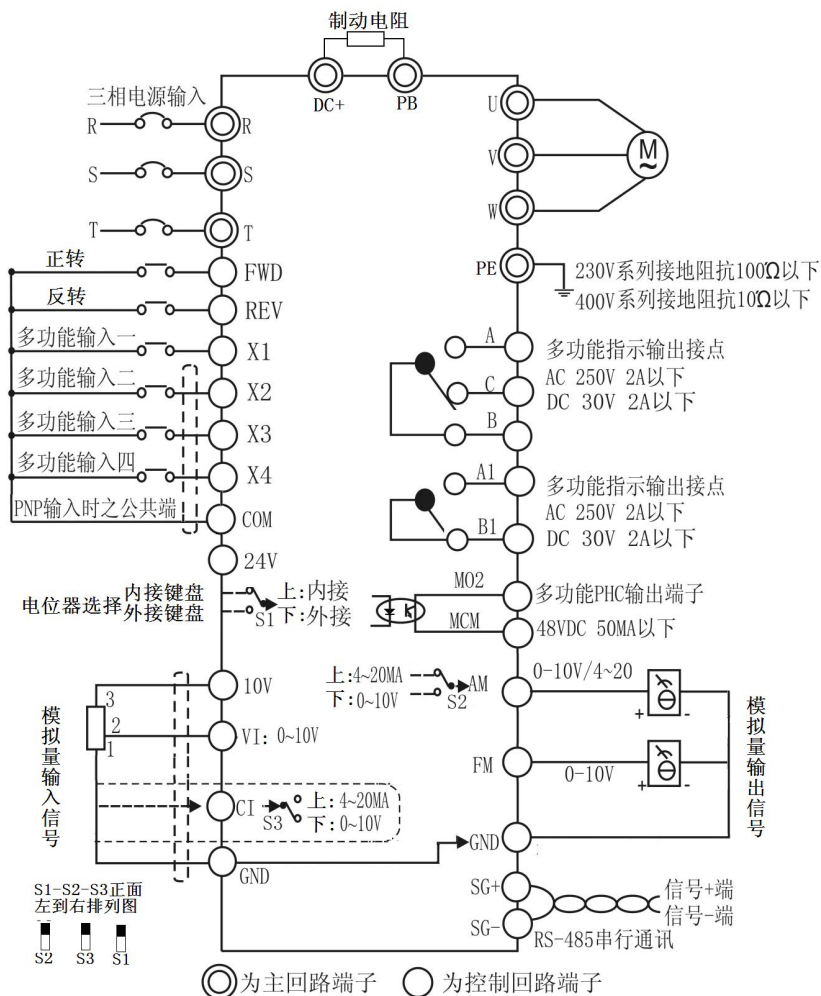 制动电阻
DC+
PB
三相电源输入
R
R
S
S
T
T
U
V
W
M
~
PE
230V系列接地阻抗100Ω以下
400V系列接地阻抗10Ω以下
正转
FWD
反转
REV
多功能输入一
X1
多功能输入二
X2
多功能输入三
X3
多功能输入四
X4
PNP输入时之公共端
COM
24V
A
C
B
多功能指示输出接点
AC 250V 2A以下
DC 30V 2A以下
A1
B1
多功能指示输出接点
AC 250V 2A以下
DC 30V 2A以下
电位器选择
内接键盘
外接键盘
S1
上:内接
下:外接
MO2
MCM
多功能PHC输出端子
48VDC 50MA以下
上:4~20MA
下:0~10V
S2
AM
0-10V/4~20
+
-
FM
0-10V
+
-
模拟量输出信号
模拟量输入信号
3
2
1
10V
VI: 0~10V
CI
S3
上:4~20MA
下:0~10V
GND
GND
SG+
SG-
信号+端
信号-端
RS-485串行通讯
S1-S2-S3正面
左到右排列图
S2
S3
S1
为主回路端子
为控制回路端子